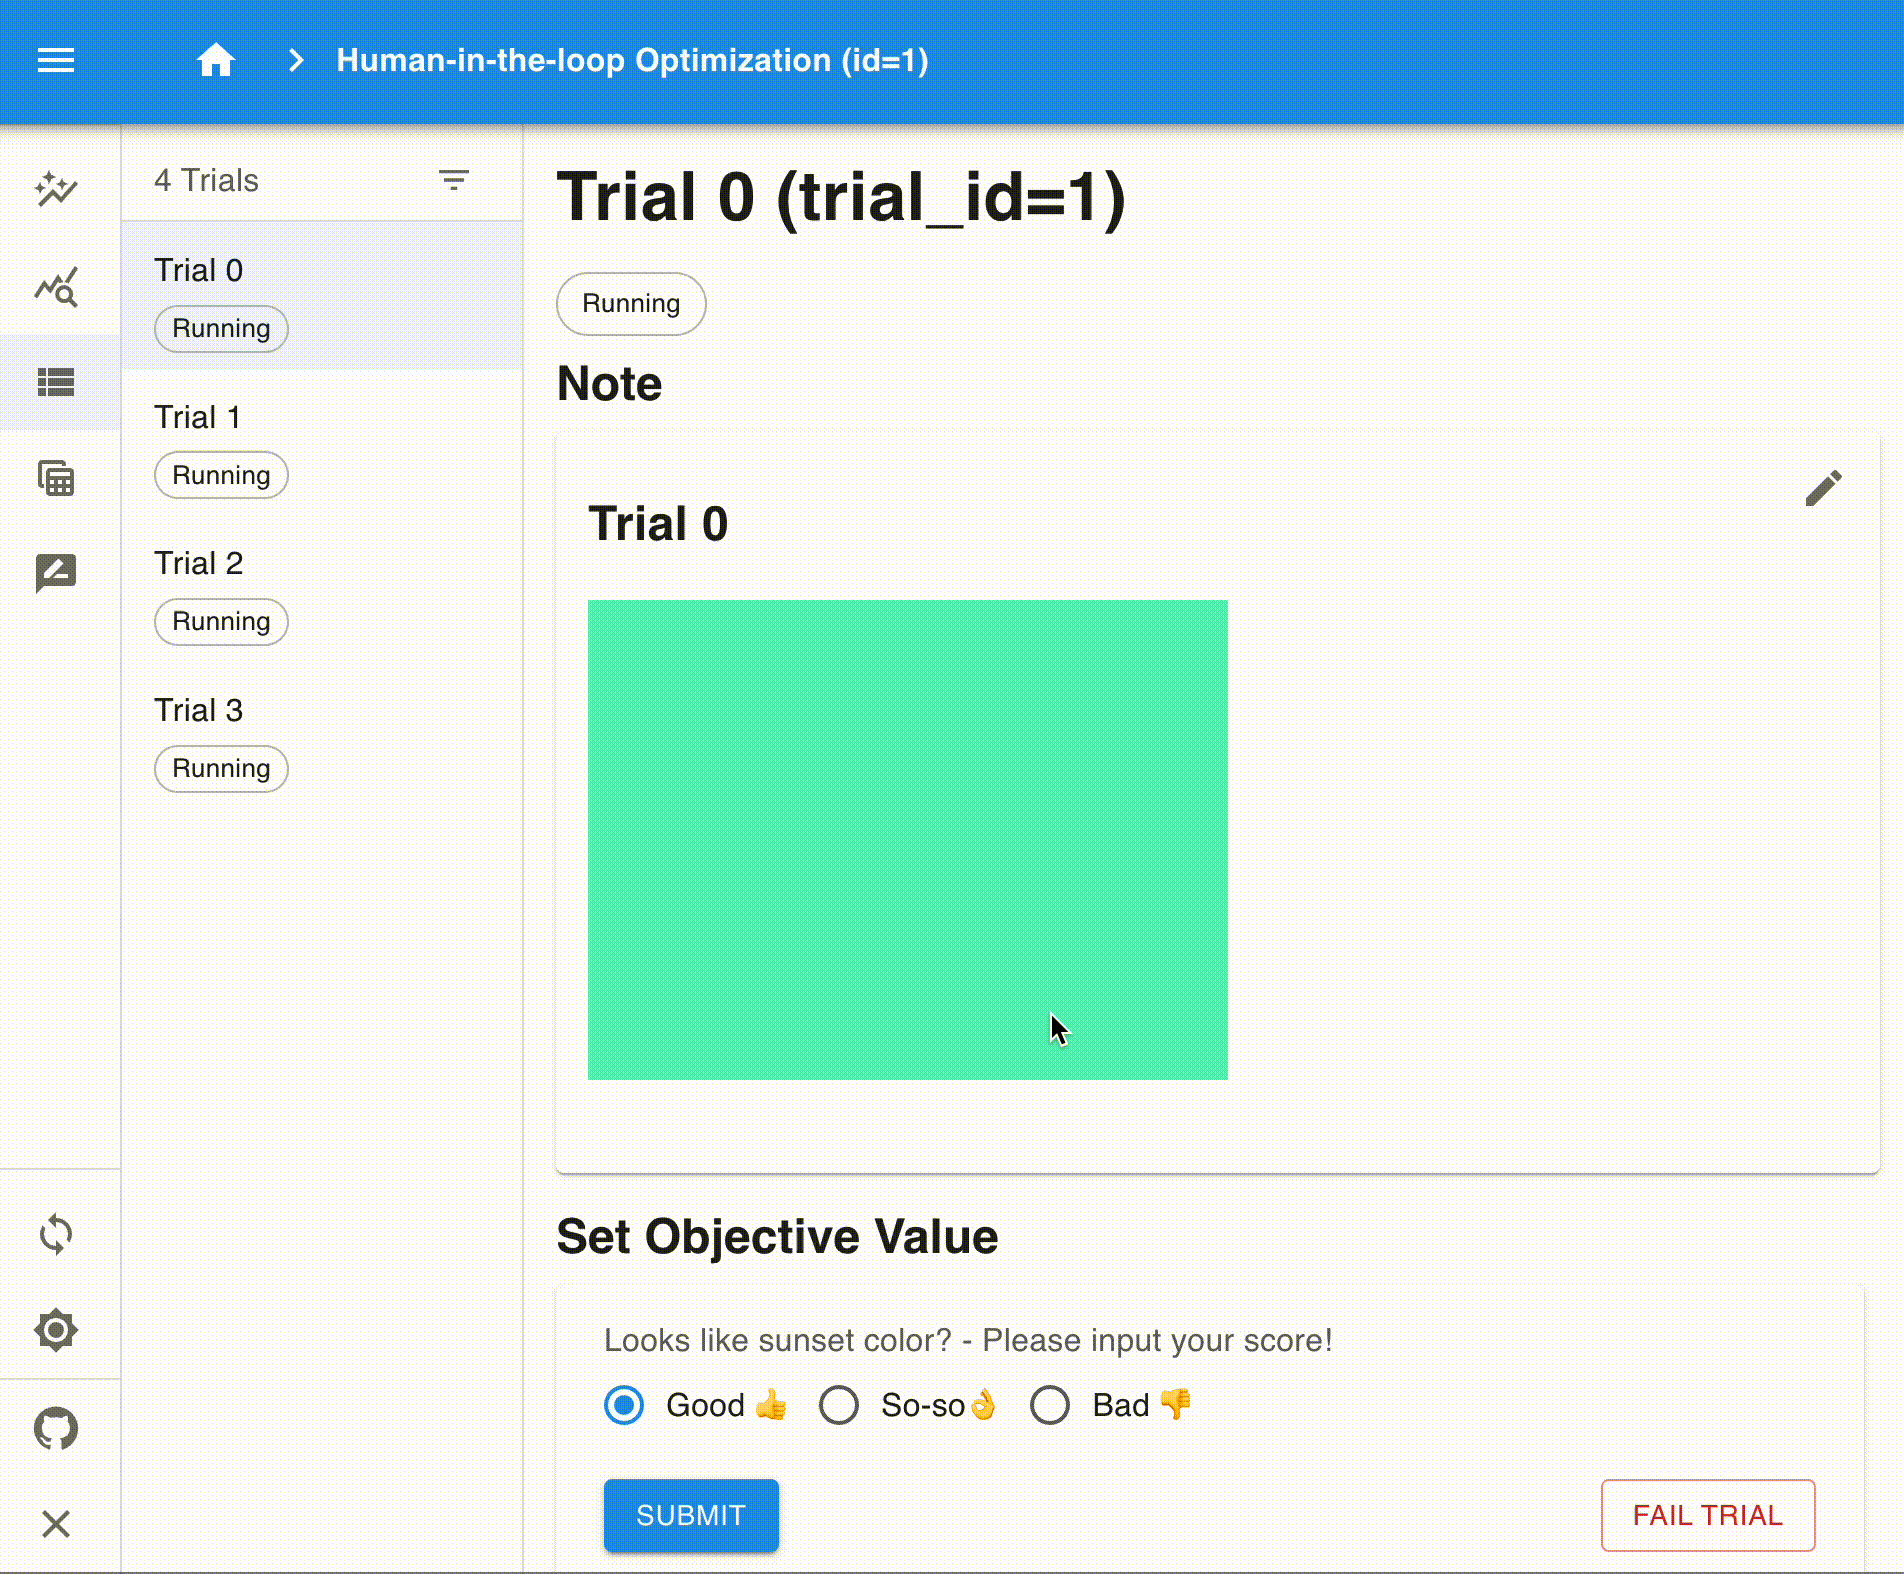 Human-in-the-loop Optimization (id=1)
4 Trials
Trial 0
Running
Trial 1
Running
Trial 2
Running
Trial 3
Running
Trial 0 (trial_id=1)
Running
Note
Trial 0
Set Objective Value
Looks like sunset color? - Please input your score!
Good 👍 So-so👌 Bad 👎
SUBMIT
FAIL TRIAL